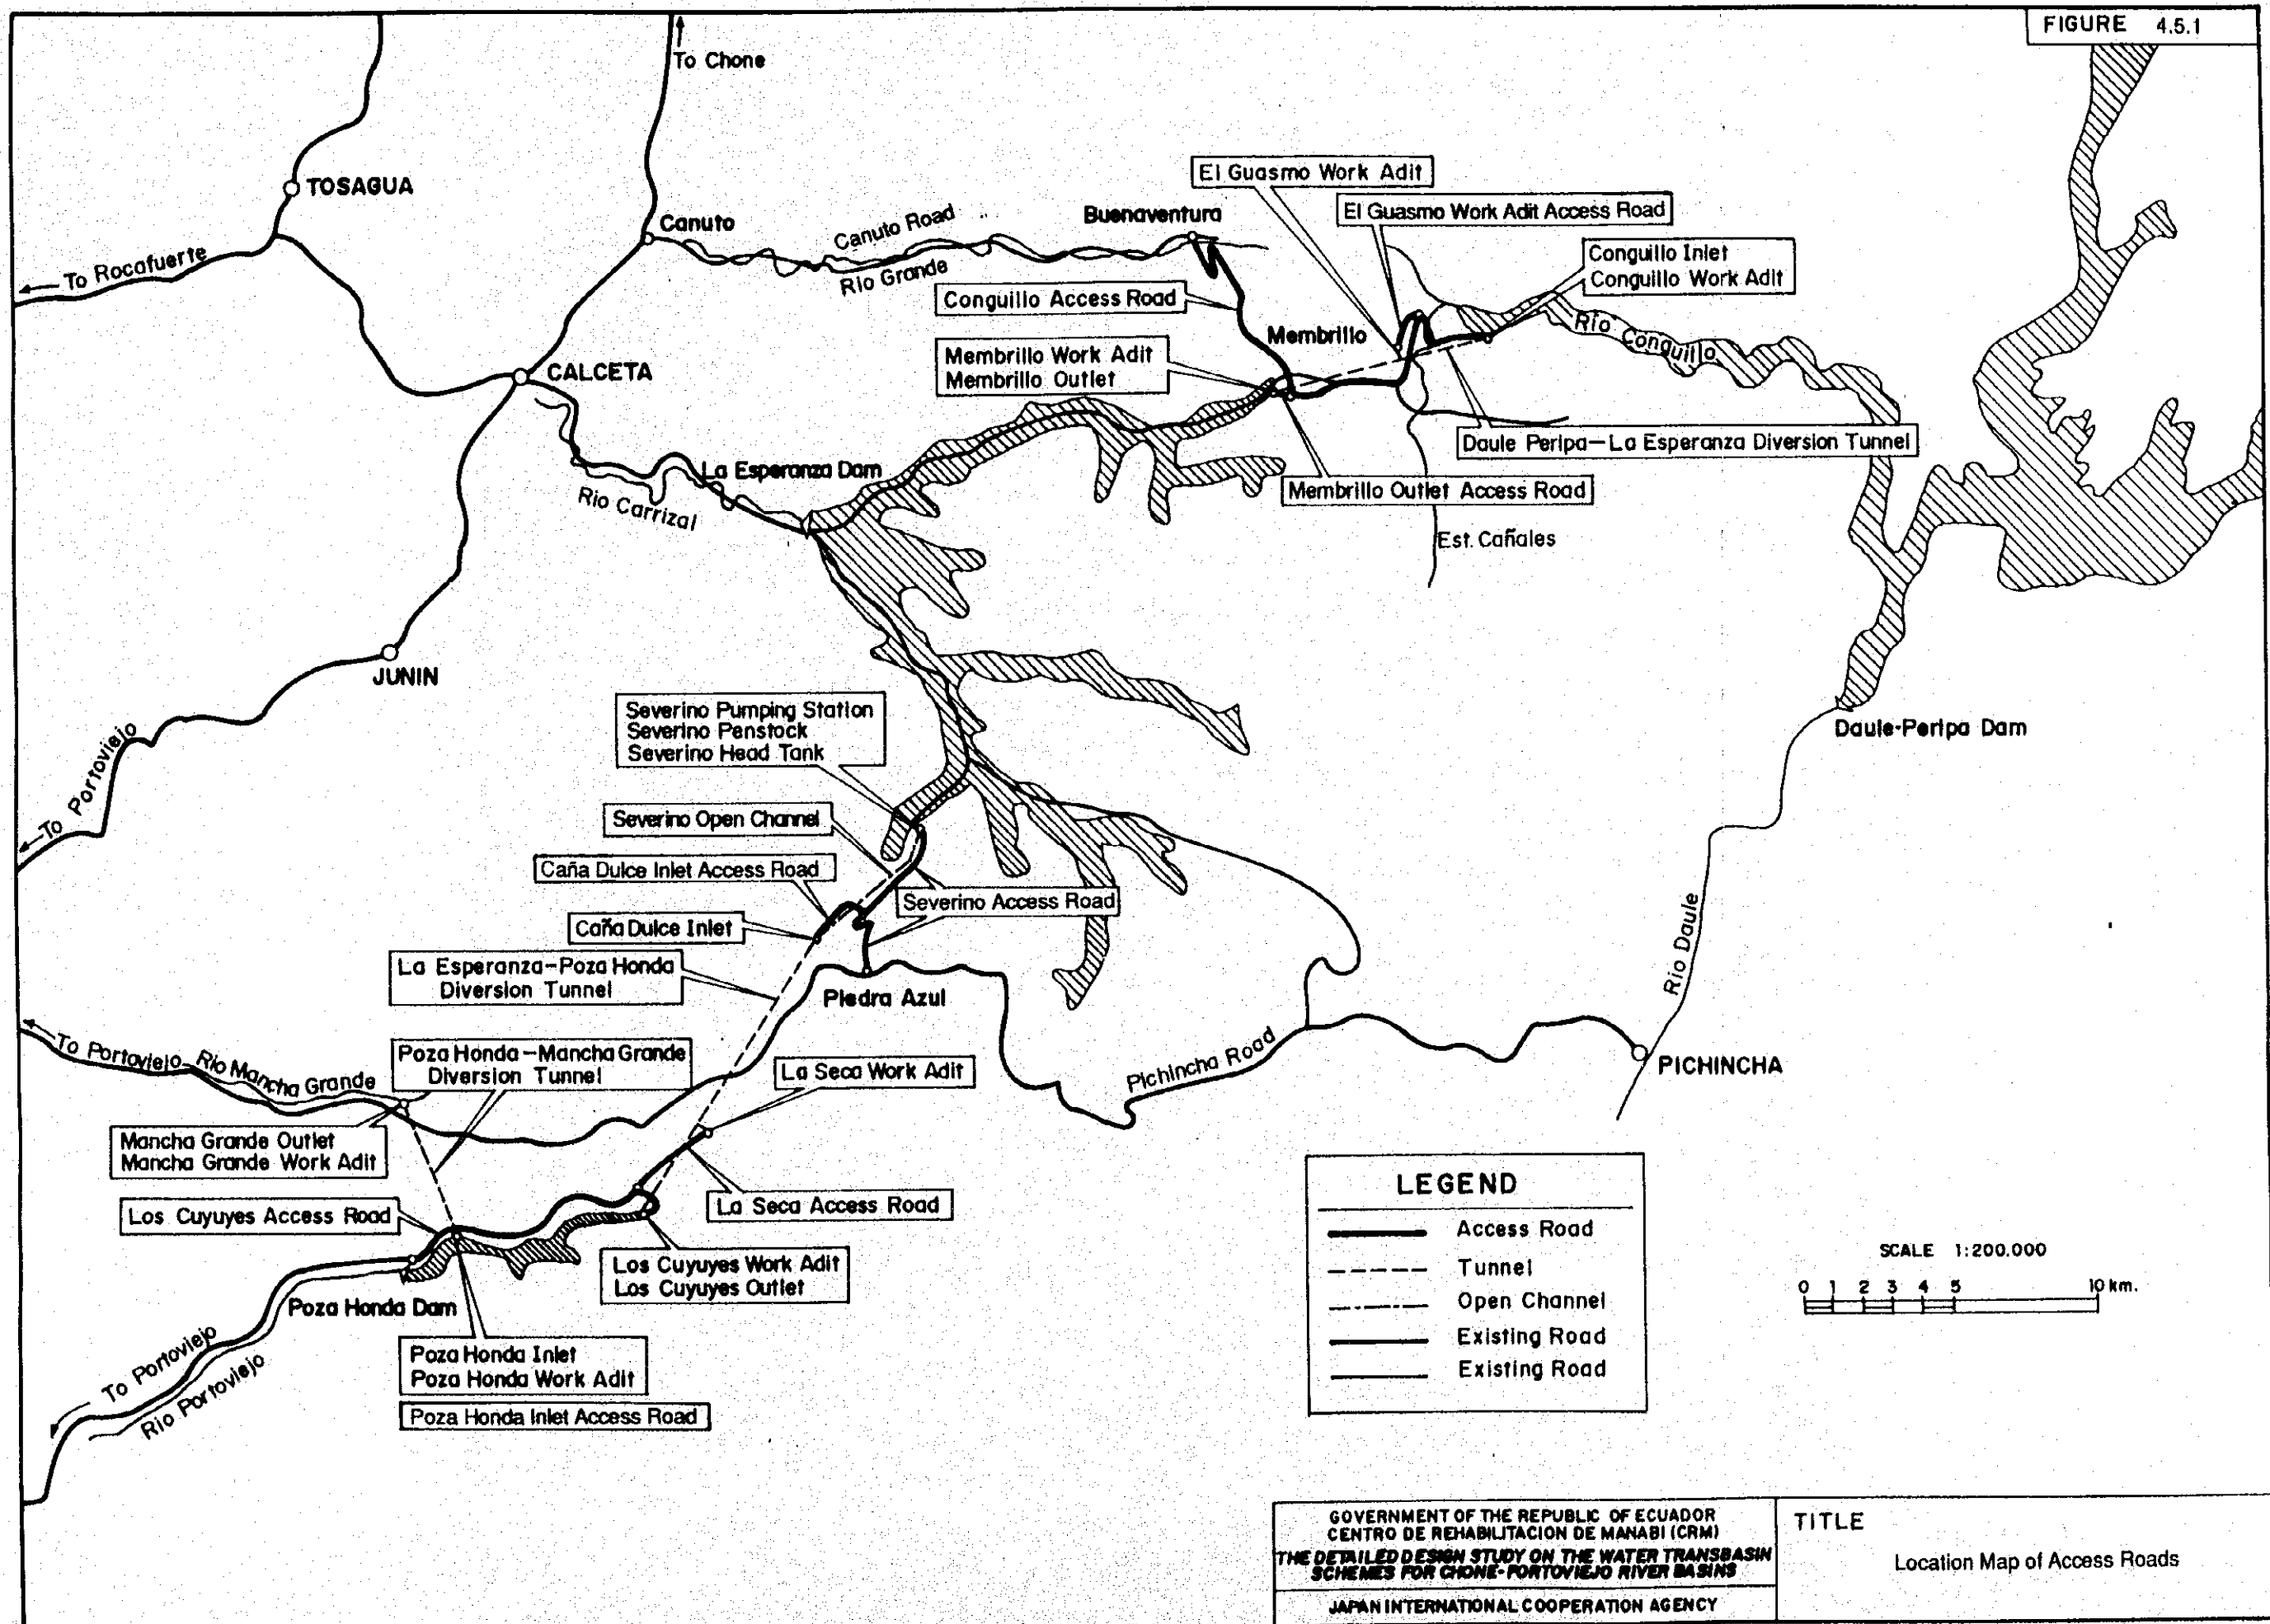 FIGURE 4.5.1
To Chone
TOSAGUA
To Rocafuerte
Canuto
Canuto Road
Rio Grande
Buenaventura
El Guasmo Work Adit
El Guasmo Work Adit Access Road
Conguillo Inlet
Conguillo Work Adit
Conguillo Access Road
Membrillo
Rio Conguillo
Membrillo Work Adit
Membrillo Outlet
CALCETA
Daule Peripa-La Esperanza Diversion Tunnel
La Esperanza Dam
Rio Carrizal
Membrillo Outlet Access Road
Est. Cañales
JUNIN
To Portoviejo
Severino Pumping Station
Severino Penstock
Severino Head Tank
Daule-Peripa Dam
Severino Open Channel
Caña Dulce Inlet Access Road
Severino Access Road
Caña Dulce Inlet
La Esperanza-Poza Honda
Diversion Tunnel
Piedra Azul
Rio Daule
To Portoviejo
Rio Mancha Grande
Poza Honda-Mancha Grande
Diversion Tunnel
La Seca Work Adit
Pichincha Road
PICHINCHA
Mancha Grande Outlet
Mancha Grande Work Adit
Los Cuyuyes Access Road
La Seca Access Road
Los Cuyuyes Work Adit
Los Cuyuyes Outlet
Poza Honda Dam
To Portoviejo
Rio Portoviejo
Poza Honda Inlet
Poza Honda Work Adit
Poza Honda Inlet Access Road
LEGEND
Access Road
Tunnel
Open Channel
Existing Road
Existing Road
SCALE 1:200.000
0 1 2 3 4 5 10 km.
GOVERNMENT OF THE REPUBLIC OF ECUADOR
CENTRO DE REHABILITACION DE MANABI (CRM)
THE DETAILED DESIGN STUDY ON THE WATER TRANSBASIN
SCHEMES FOR CHONE-PORTOVIEJO RIVER BASINS
JAPAN INTERNATIONAL COOPERATION AGENCY
TITLE
Location Map of Access Roads